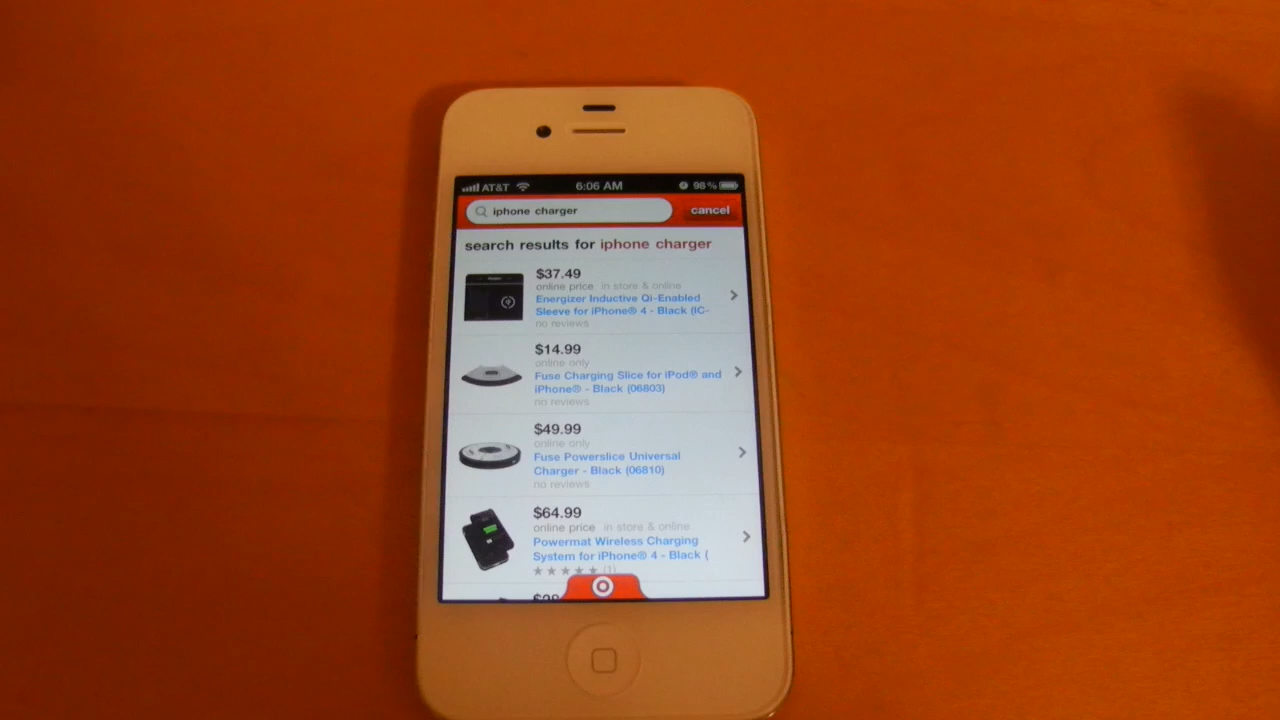 AT&T 6:06 AM 98%
iphone charger cancel
search results for iphone charger
$37.49
online price in store & online
Energizer Inductive Qi-Enabled
Sleeve for iPhone® 4 - Black (IC-
no reviews
$14.99
online only
Fuse Charging Slice for iPod® and
iPhone® - Black (06803)
no reviews
$49.99
online only
Fuse Powerslice Universal
Charger - Black (06810)
no reviews
$64.99
online price in store & online
Powermat Wireless Charging
System for iPhone® 4 - Black (
(1)